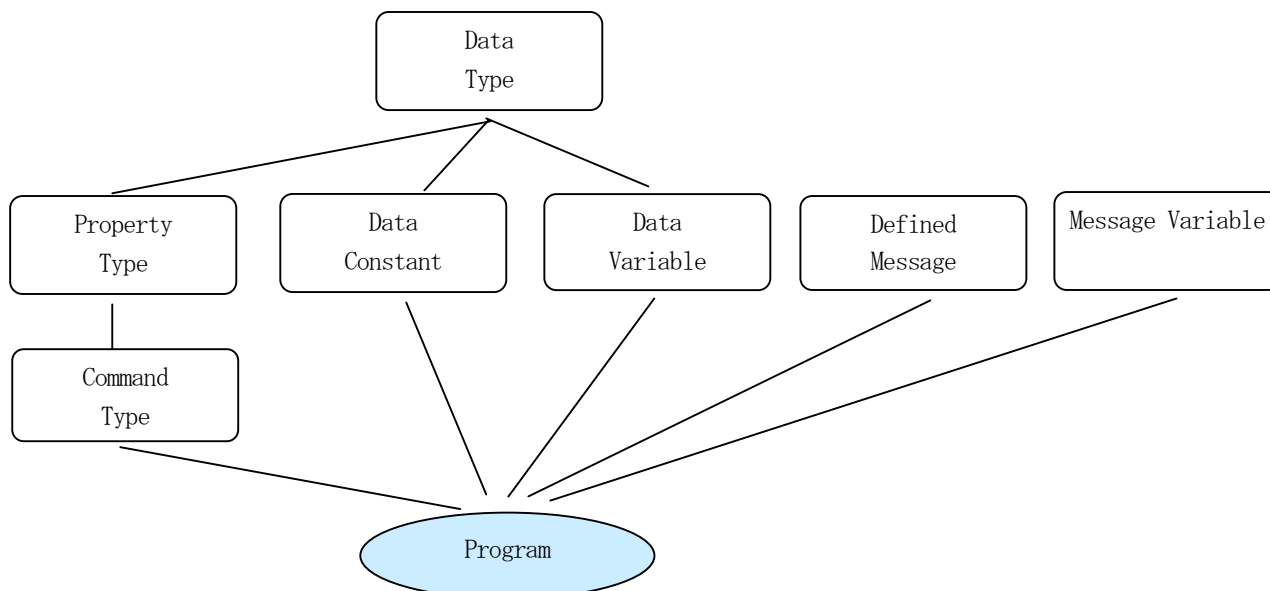 Data
Type
Property
Type
Data
Constant
Data
Variable
Defined
Message
Message Variable
Command
Type
Program